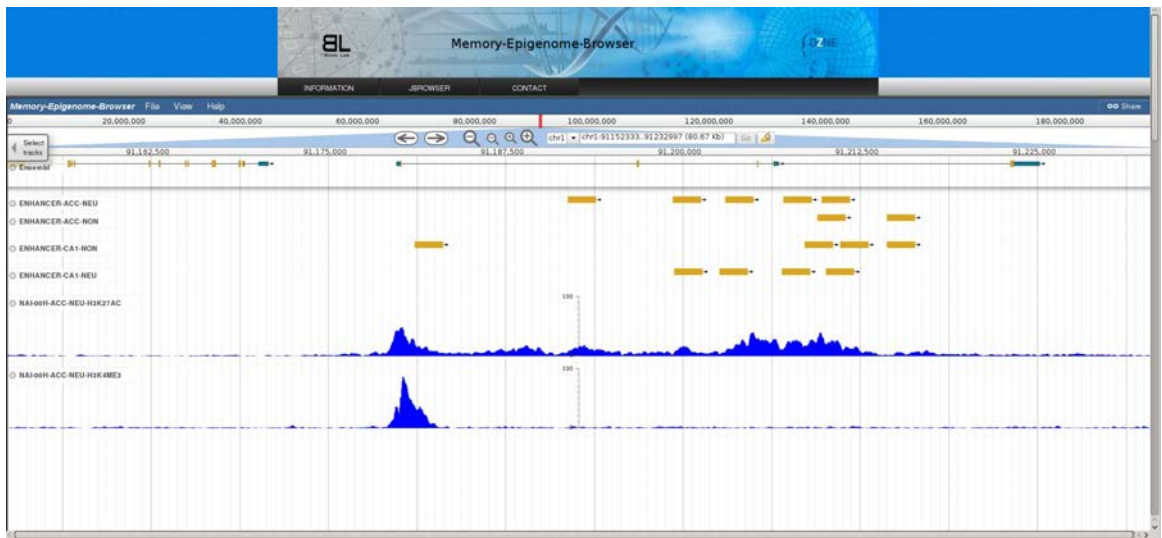 BL
Memory-Epigenome-Browser
DZNE
INFORMATION JBROWSER CONTACT
Memory-Epigenome-Browser File View Help Share
0 20,000,000 40,000,000 60,000,000 80,000,000 100,000,000 120,000,000 140,000,000 160,000,000 180,000,000
Select tracks
chr1 chr1:91152333..91232997 (80.67 Kb) Go
91,162,500 91,175,000 91,187,500 91,200,000 91,212,500 91,225,000
Ensembl
ENHANCER-ACC-NEU
ENHANCER-ACC-NON
ENHANCER-CA1-NON
ENHANCER-CA1-NEU
NAI-00H-ACC-NEU-H3K27AC
100
NAI-00H-ACC-NEU-H3K4ME3
100